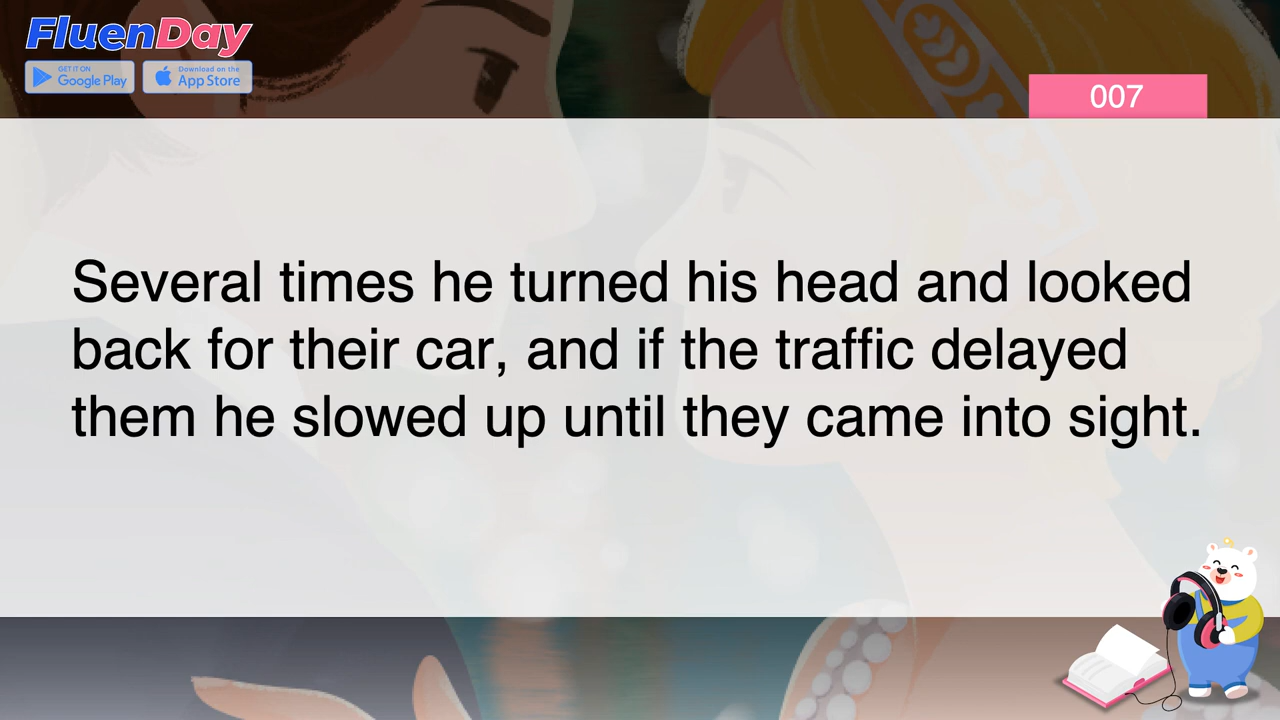 FluenDay
GET IT ON
Google Play
Download on the
App Store
007
Several times he turned his head and looked
back for their car, and if the traffic delayed
them he slowed up until they came into sight.